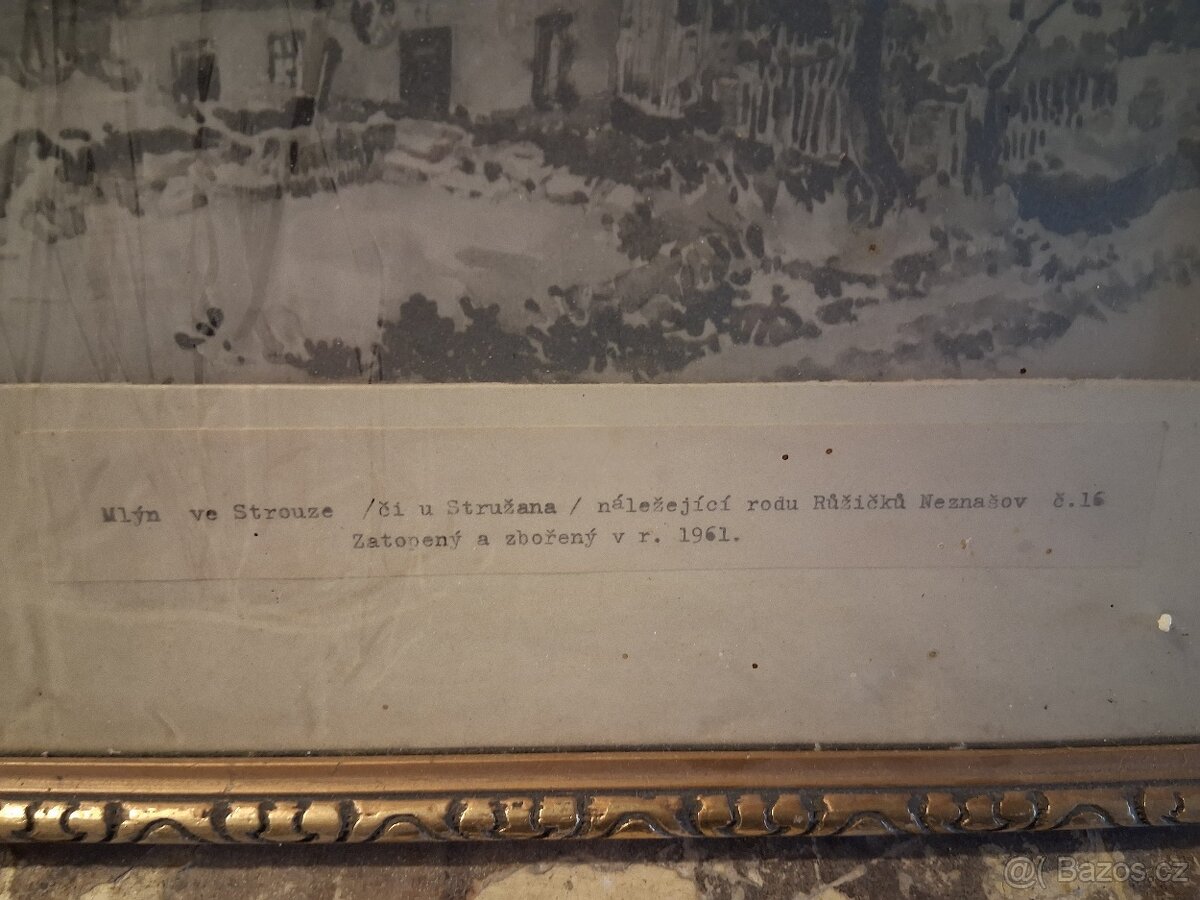 Mlýn ve Strouze /či u Stružana / náležející rodu Růžičků Neznašov č.16
Zatopený a zbořený v r. 1961.
@( Bazos.cz